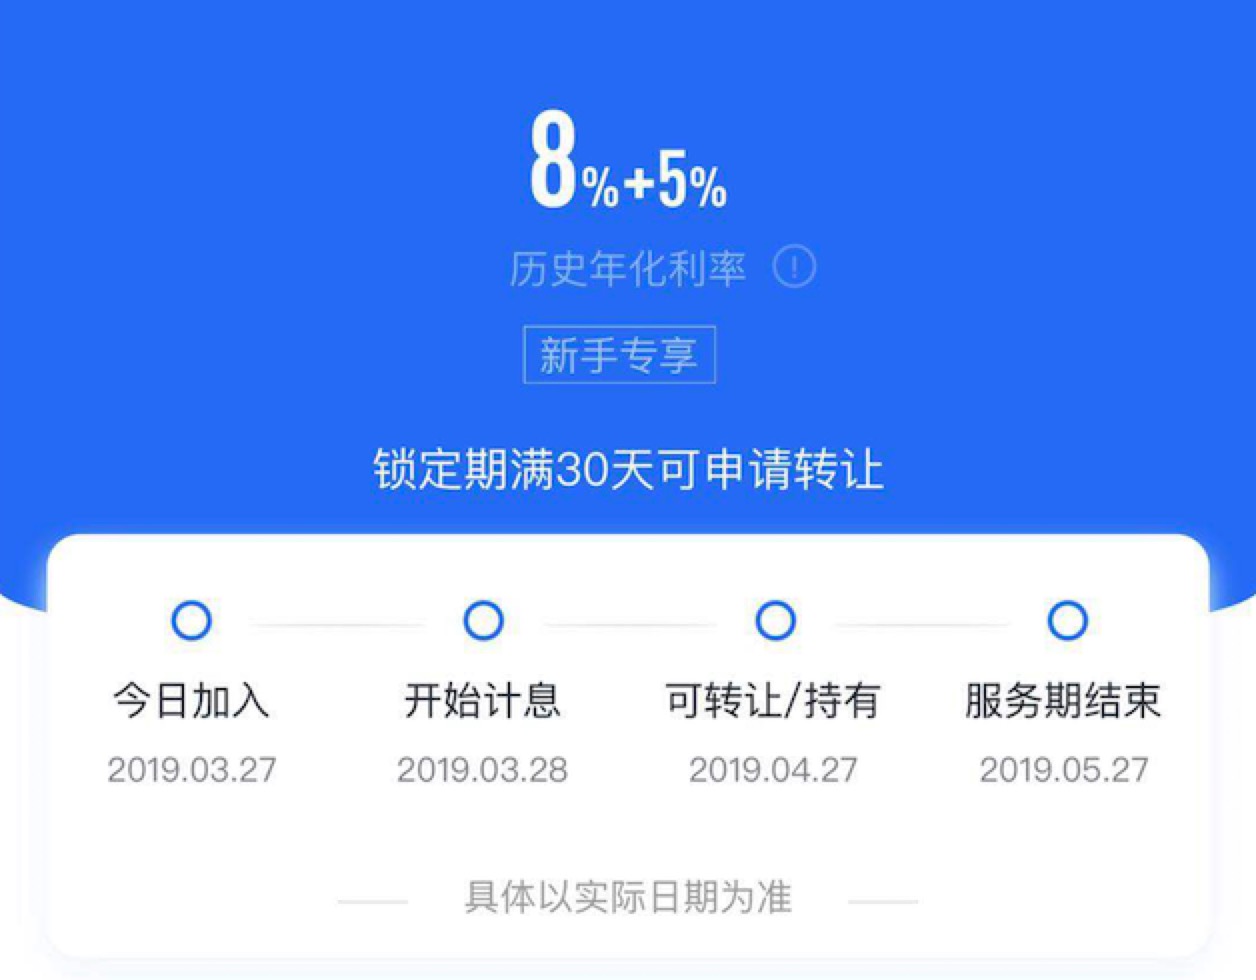 8%+5%
历史年化利率
新手专享
锁定期满30天可申请转让
今日加入 开始计息 可转让/持有 服务期结束
2019.03.27 2019.03.28 2019.04.27 2019.05.27
具体以实际日期为准